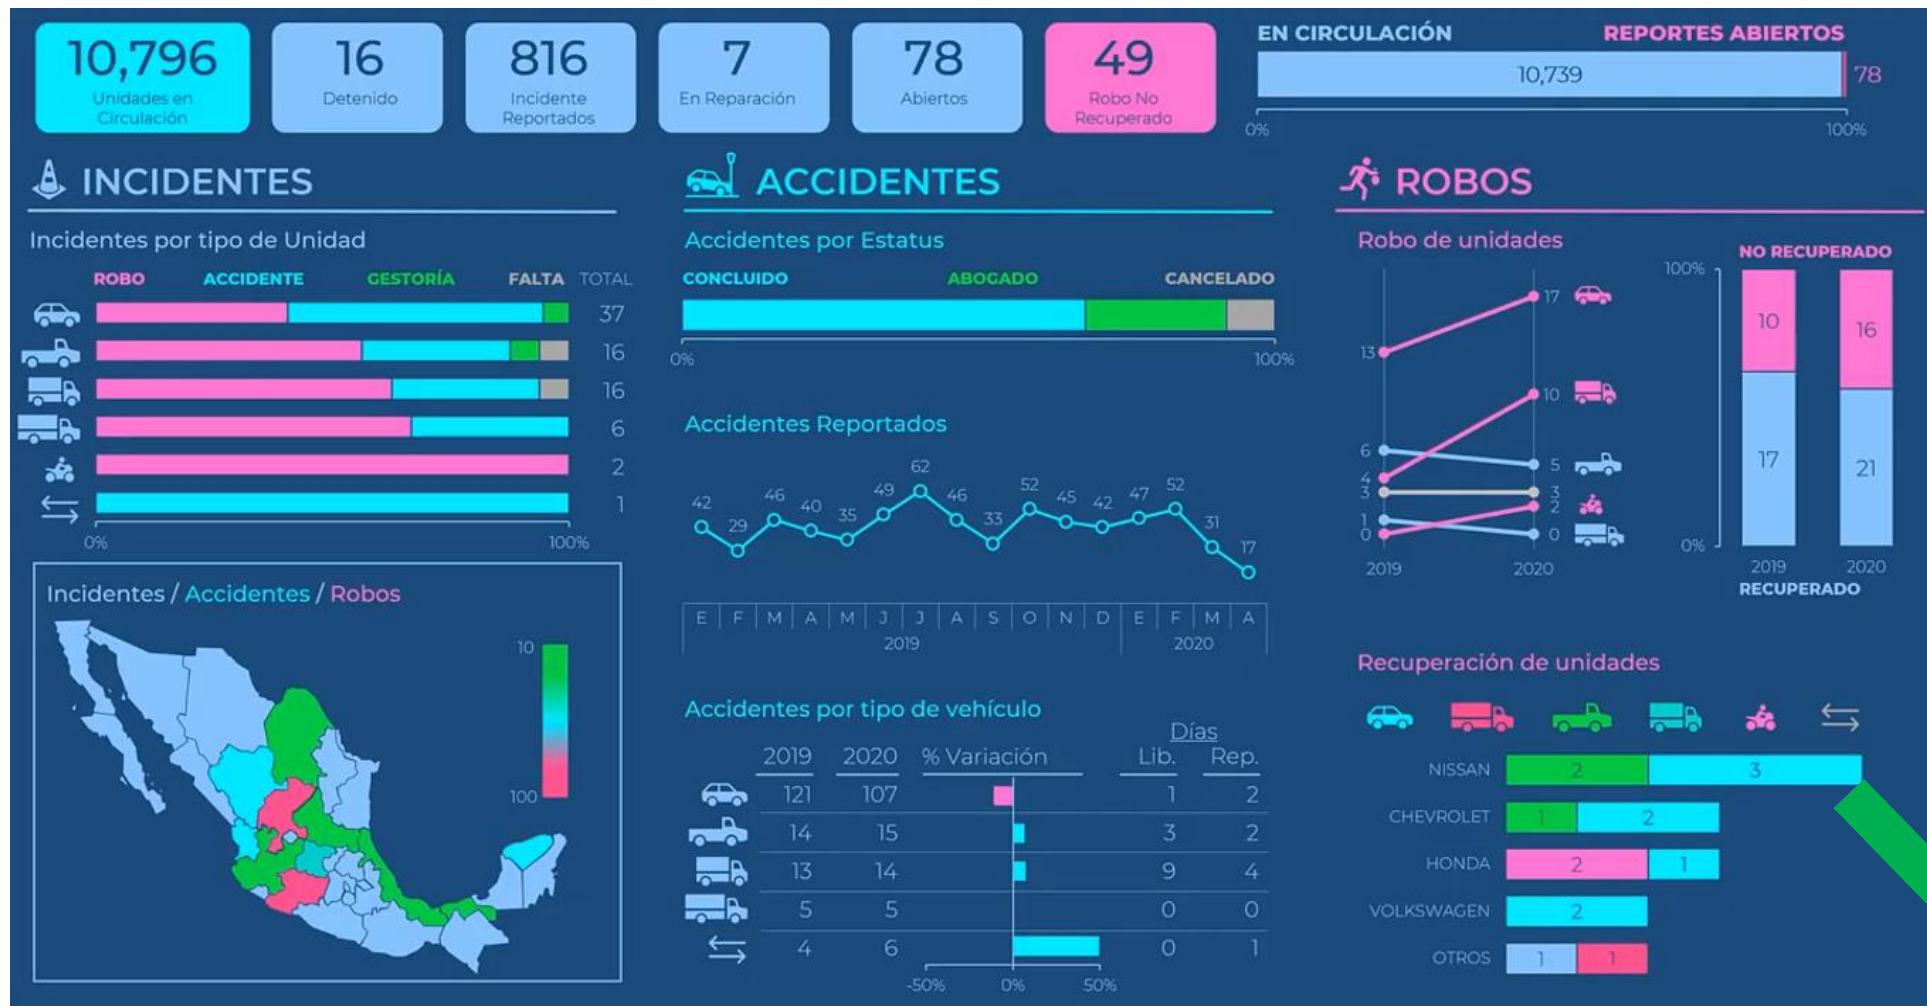 10,796
Unidades en
Circulación
16
Detenido
816
Incidente
Reportados
7
En Reparación
78
Abiertos
49
Robo No
Recuperado
EN CIRCULACIÓN REPORTES ABIERTOS
10,739 78
0% 100%
INCIDENTES
Incidentes por tipo de Unidad
ROBO ACCIDENTE GESTORÍA FALTA TOTAL
37
16
16
6
2
1
0% 100%
Incidentes / Accidentes / Robos
10
100
ACCIDENTES
Accidentes por Estatus
CONCLUIDO ABOGADO CANCELADO
0% 100%
Accidentes Reportados
42 29 46 40 35 49 62 46 33 52 45 42 47 52 31 17
E F M A M J J A S O N D E F M A
2019 2020
Accidentes por tipo de vehículo
Días
2019 2020 % Variación Lib. Rep.
121 107 1 2
14 15 3 2
13 14 9 4
5 5 0 0
4 6 0 1
-50% 0% 50%
ROBOS
Robo de unidades
13 17
10
6 5
4
3 3
2
1
0 0
2019 2020
NO RECUPERADO
100%
10 16
17 21
0%
2019 2020
RECUPERADO
Recuperación de unidades
NISSAN 2 3
CHEVROLET 1 2
HONDA 2 1
VOLKSWAGEN 2
OTROS 1 1